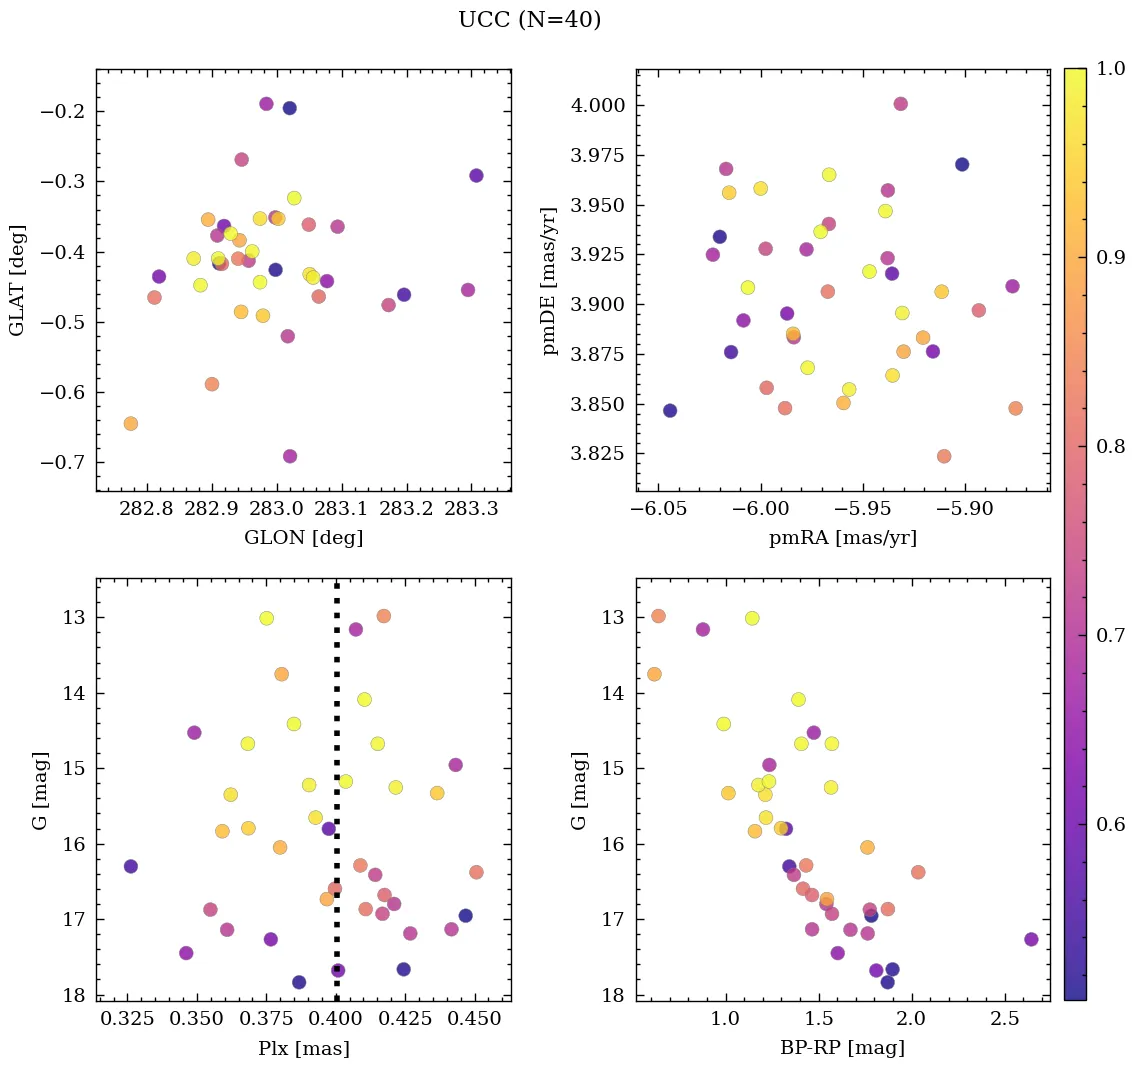 UCC (N=40)
−0.2
−0.3
−0.4
−0.5
−0.6
−0.7
GLAT [deg]
282.8 282.9 283.0 283.1 283.2 283.3
GLON [deg]
4.000
3.975
3.950
3.925
3.900
3.875
3.850
3.825
pmDE [mas/yr]
−6.05 −6.00 −5.95 −5.90
pmRA [mas/yr]
1.0
0.9
0.8
0.7
0.6
13
14
15
16
17
18
G [mag]
0.325 0.350 0.375 0.400 0.425 0.450
Plx [mas]
13
14
15
16
17
18
G [mag]
1.0 1.5 2.0 2.5
BP-RP [mag]